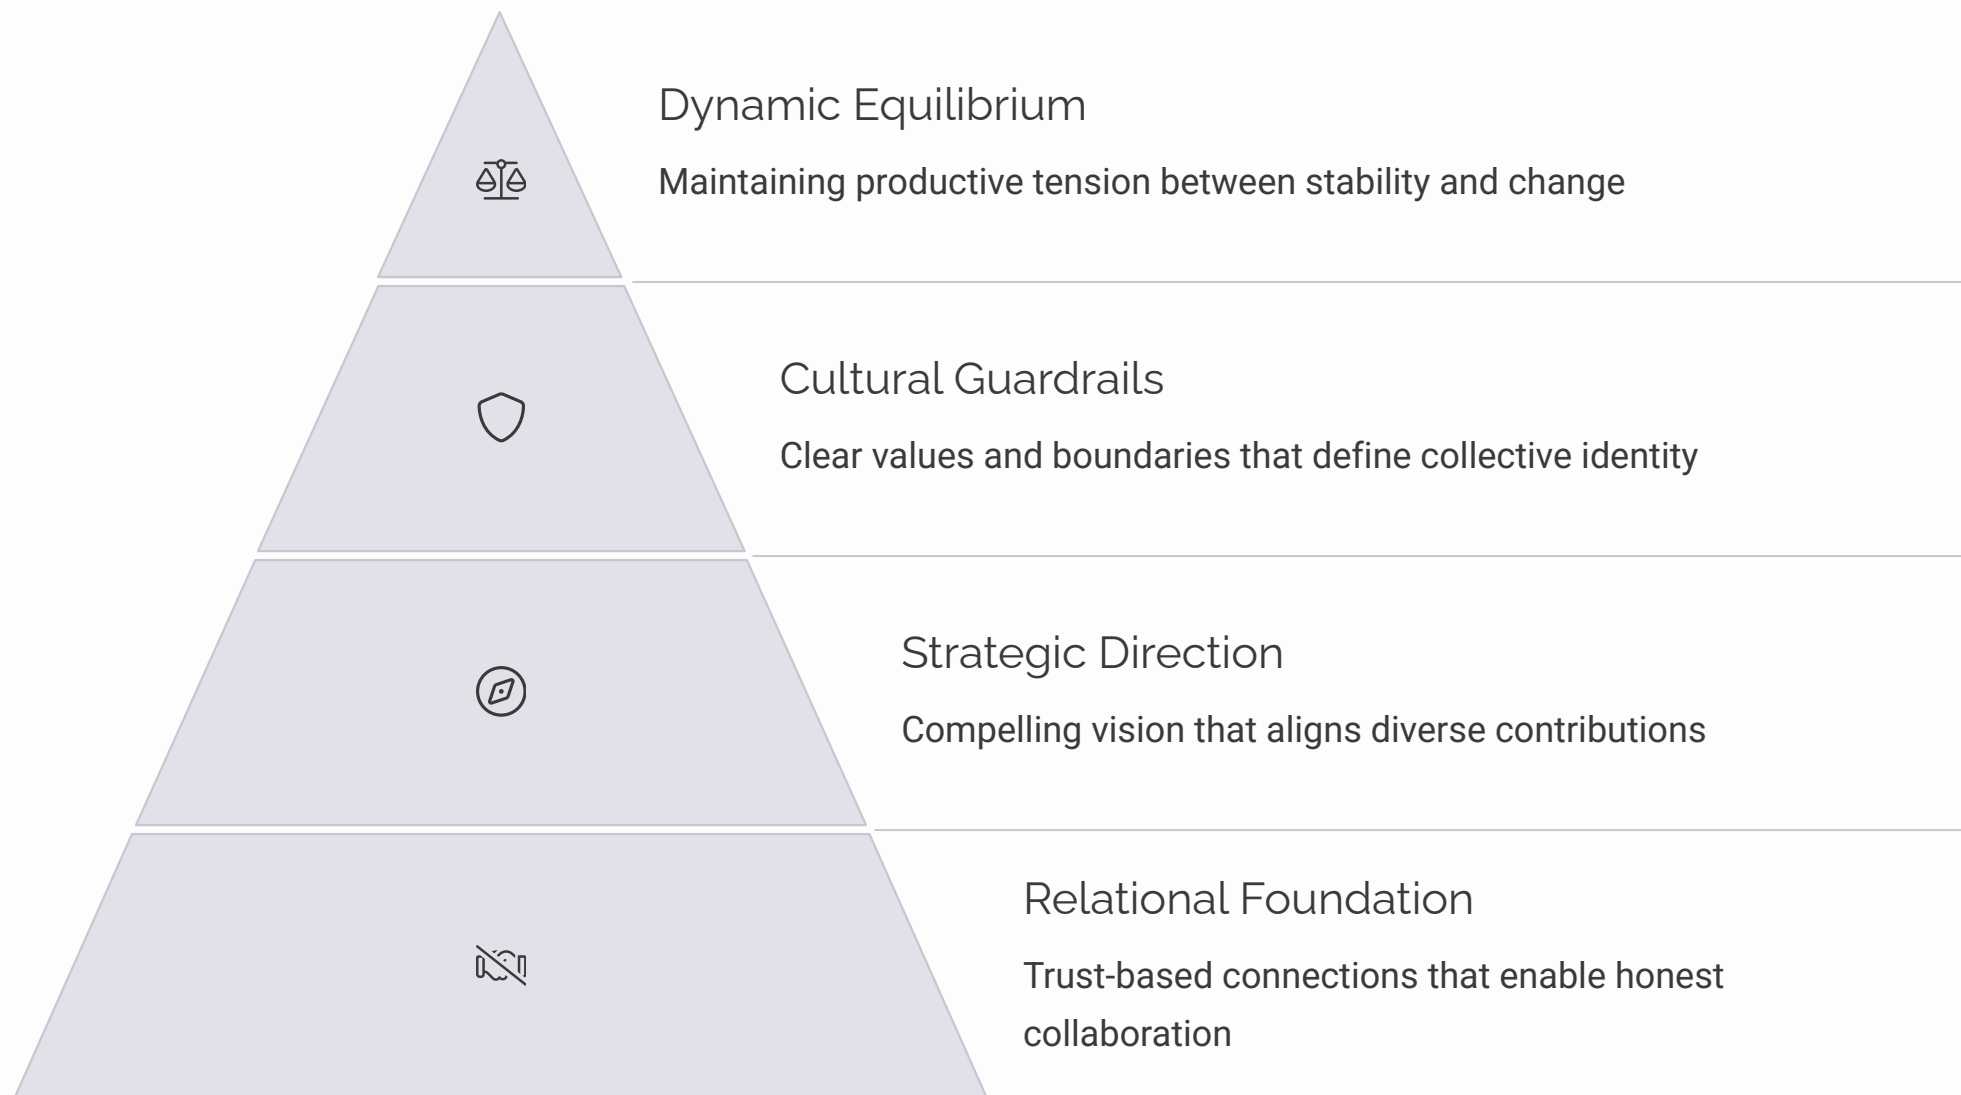 Dynamic Equilibrium
Maintaining productive tension between stability and change
Cultural Guardrails
Clear values and boundaries that define collective identity
Strategic Direction
Compelling vision that aligns diverse contributions
Relational Foundation
Trust-based connections that enable honest
collaboration